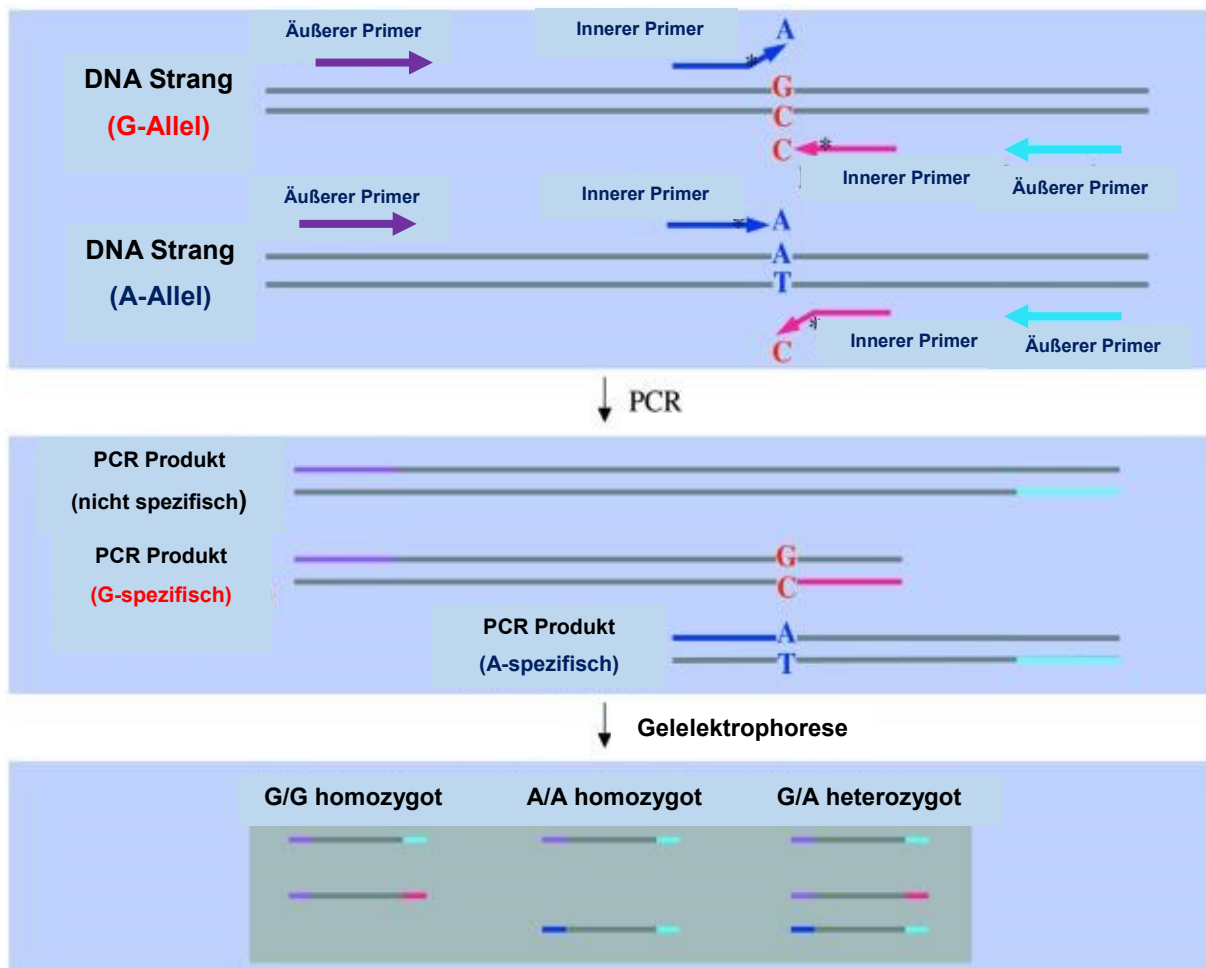 Äußerer Primer
Innerer Primer
A
*
DNA Strang
(G-Allel)
G
C
C
*
Innerer Primer
Äußerer Primer
Äußerer Primer
Innerer Primer
*
A
DNA Strang
(A-Allel)
A
T
*
C
Innerer Primer
Äußerer Primer
PCR
PCR Produkt
(nicht spezifisch)
PCR Produkt
(G-spezifisch)
G
C
PCR Produkt
(A-spezifisch)
A
T
Gelelektrophorese
G/G homozygot
A/A homozygot
G/A heterozygot